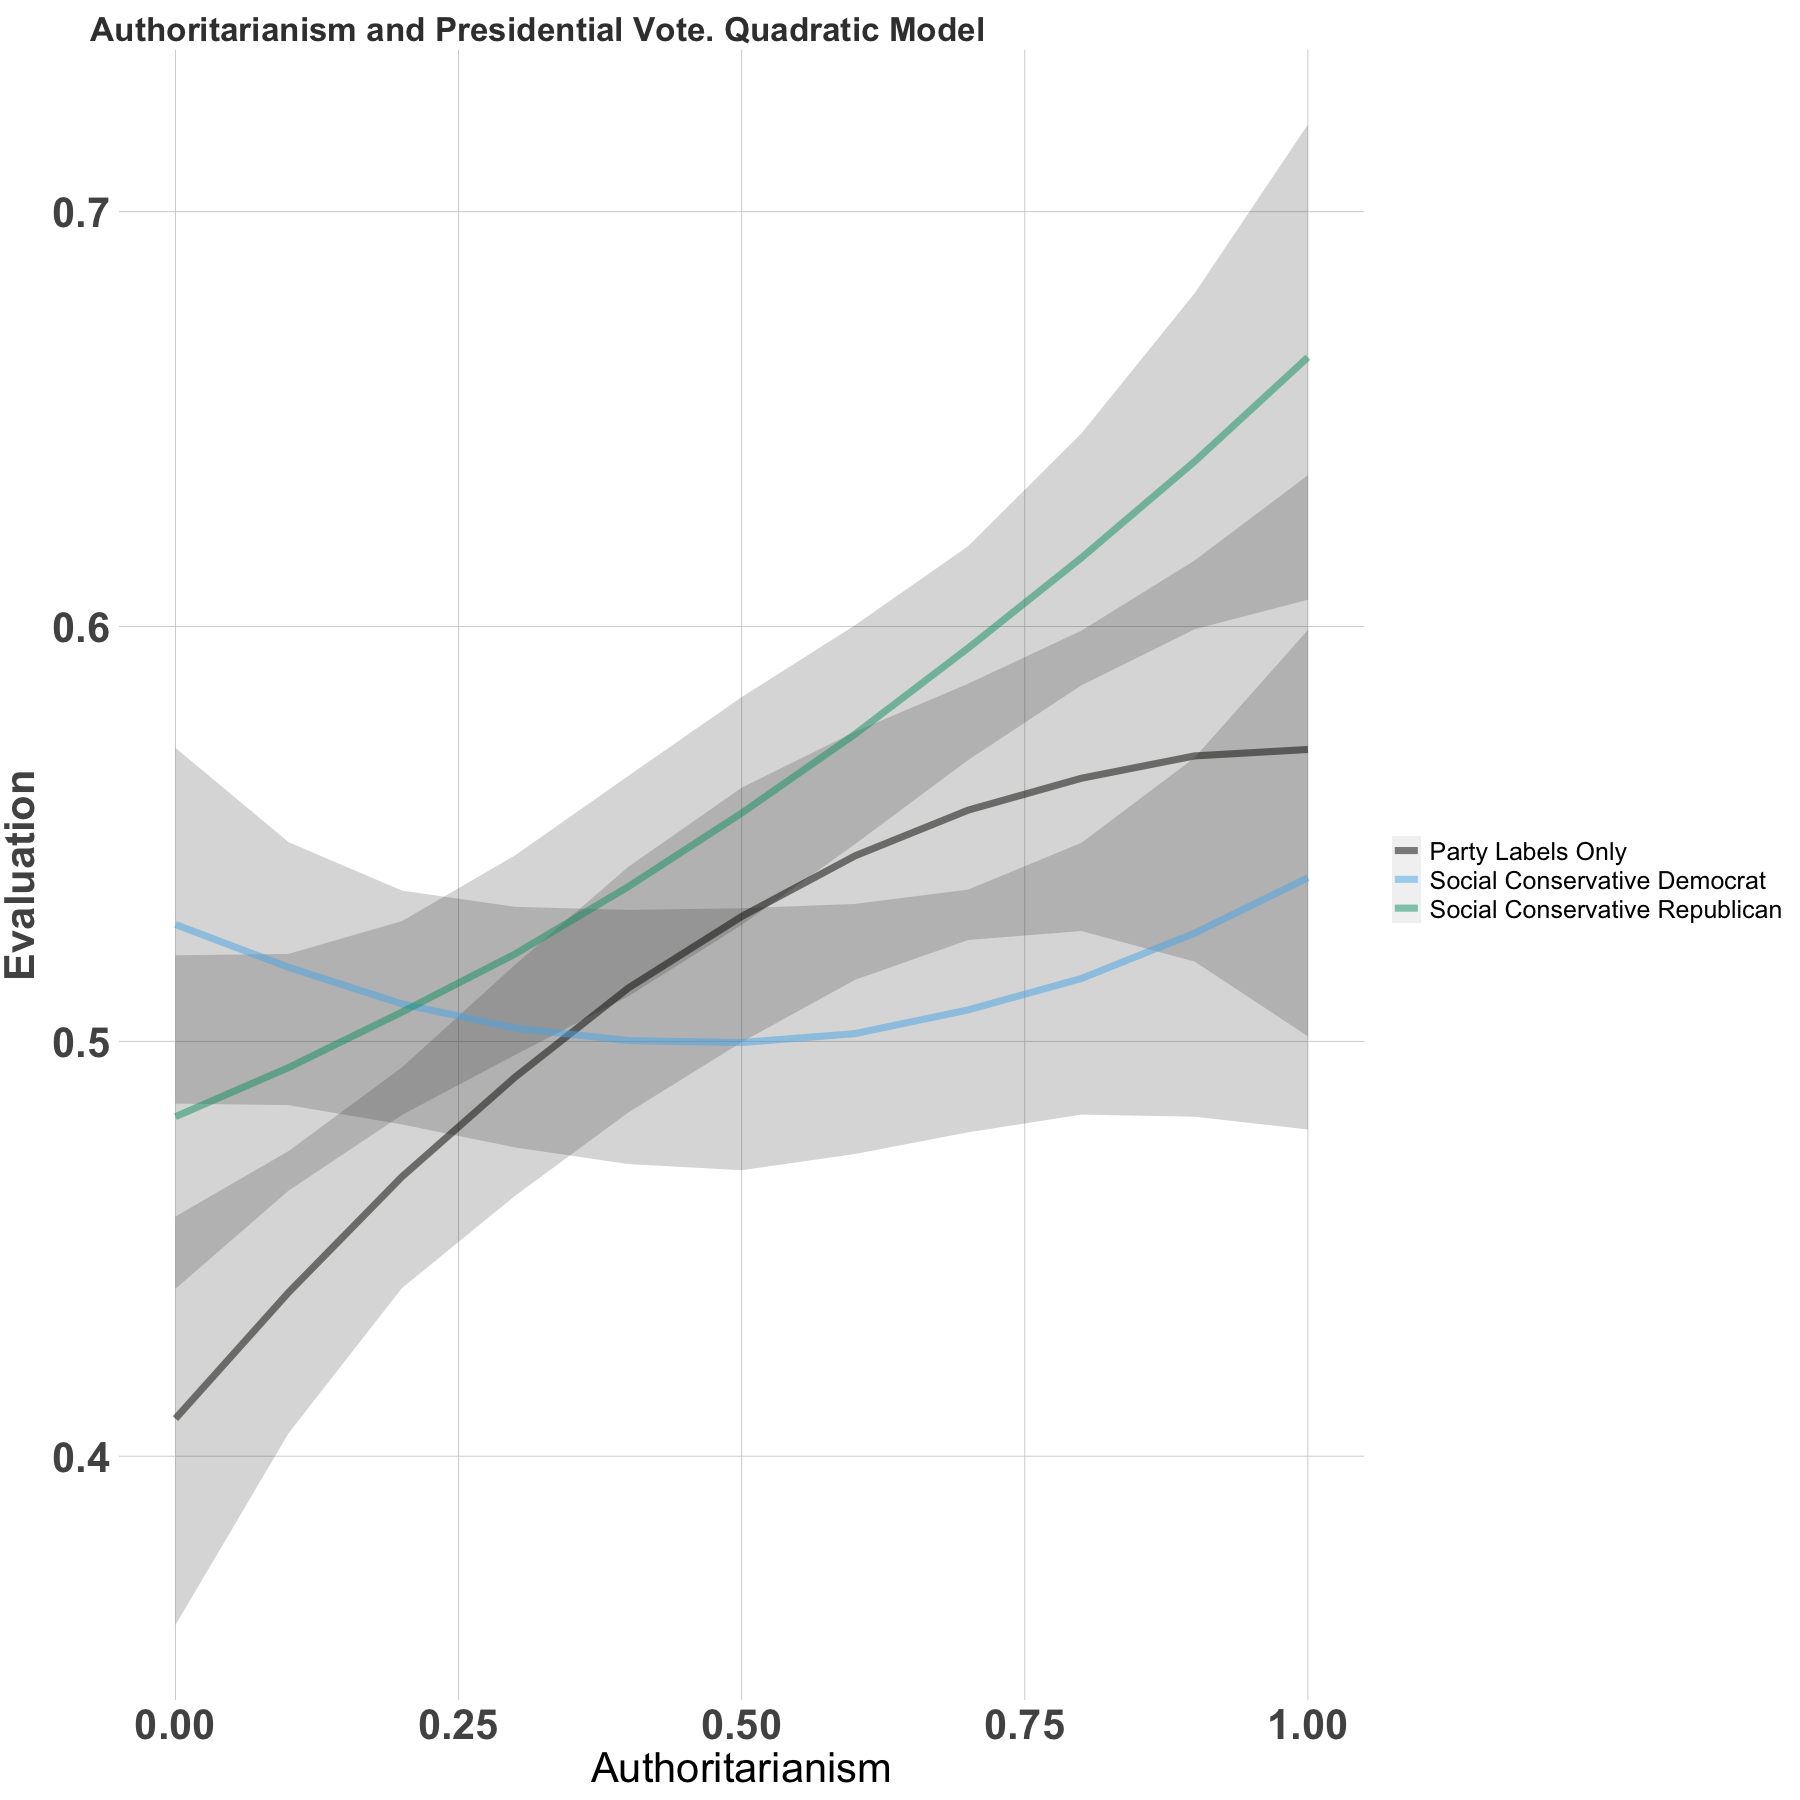 Authoritarianism and Presidential Vote. Quadratic Model
Evaluation
0.7
0.6
0.5
0.4
0.00 0.25 0.50 0.75 1.00
Authoritarianism
Party Labels Only
Social Conservative Democrat
Social Conservative Republican